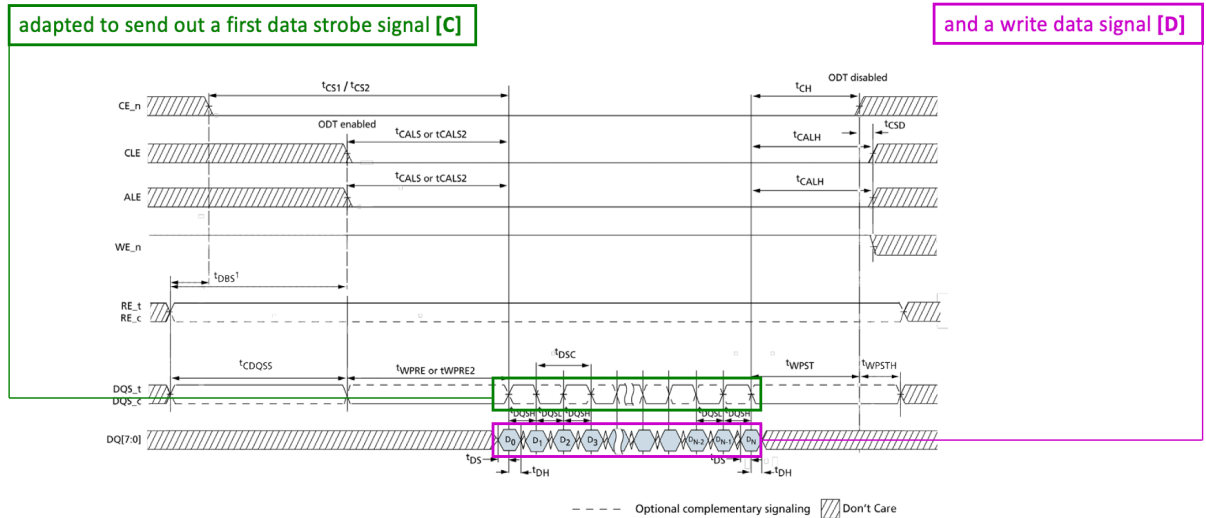 adapted to send out a first data strobe signal [C]
and a write data signal [D]
ODT disabled
tCS1 / tCS2
tCH
CE_n
ODT enabled
tCSD
tCALS or tCALS2
tCALH
CLE
tCALS or tCALS2
tCALH
ALE
WE_n
tDBS1
RE_t
RE_c
tDSC
tCDQSS
tWPRE or tWPRE2
tWPST
tWPSTH
DQS_t
DQS_c
tDQSH tDQSL tDQSH tDQSL tDQSH
DQ[7:0]
D0 D1 D2 D3 DN-2 DN-1 DN
tDS tDS
tDH tDH
Optional complementary signaling
Don't Care